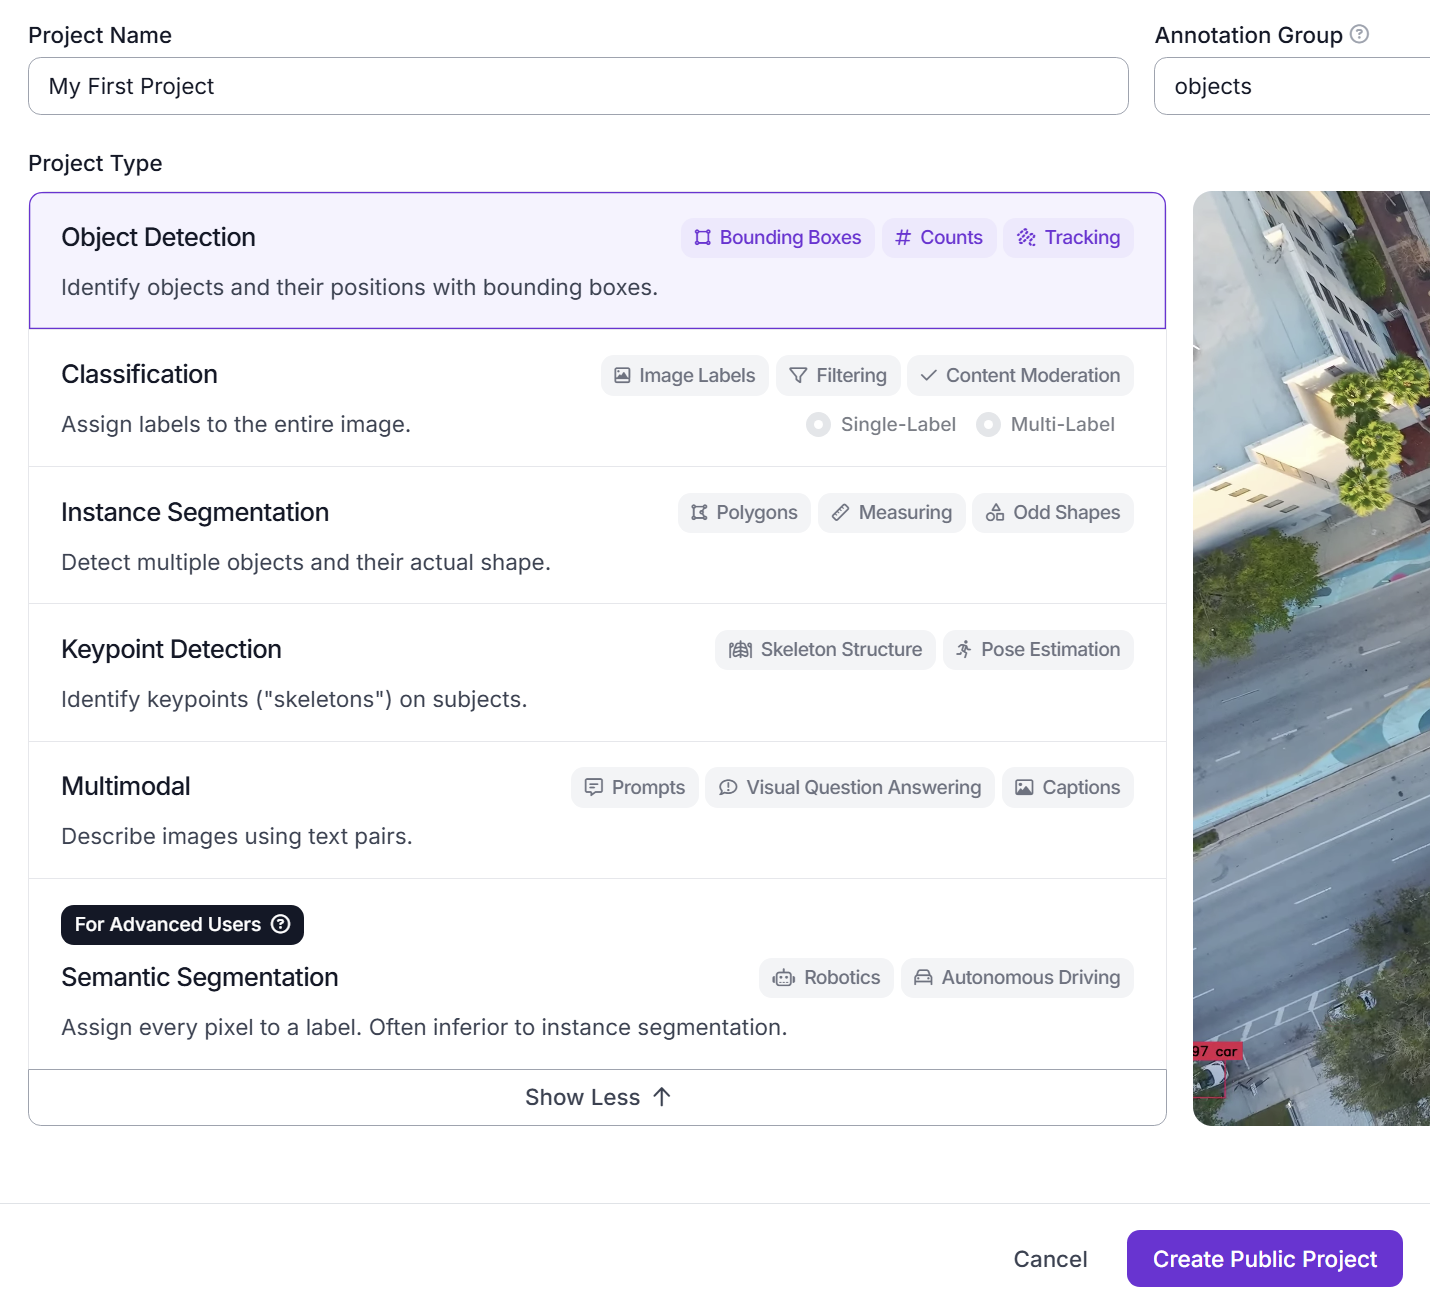 Project Name
Annotation Group
My First Project
objects
Project Type
Object Detection
Bounding Boxes
Counts
Tracking
Identify objects and their positions with bounding boxes.
Classification
Image Labels
Filtering
Content Moderation
Assign labels to the entire image.
Single-Label
Multi-Label
Instance Segmentation
Polygons
Measuring
Odd Shapes
Detect multiple objects and their actual shape.
Keypoint Detection
Skeleton Structure
Pose Estimation
Identify keypoints ("skeletons") on subjects.
Multimodal
Prompts
Visual Question Answering
Captions
Describe images using text pairs.
For Advanced Users
Semantic Segmentation
Robotics
Autonomous Driving
Assign every pixel to a label. Often inferior to instance segmentation.
97 car
Show Less
Cancel
Create Public Project